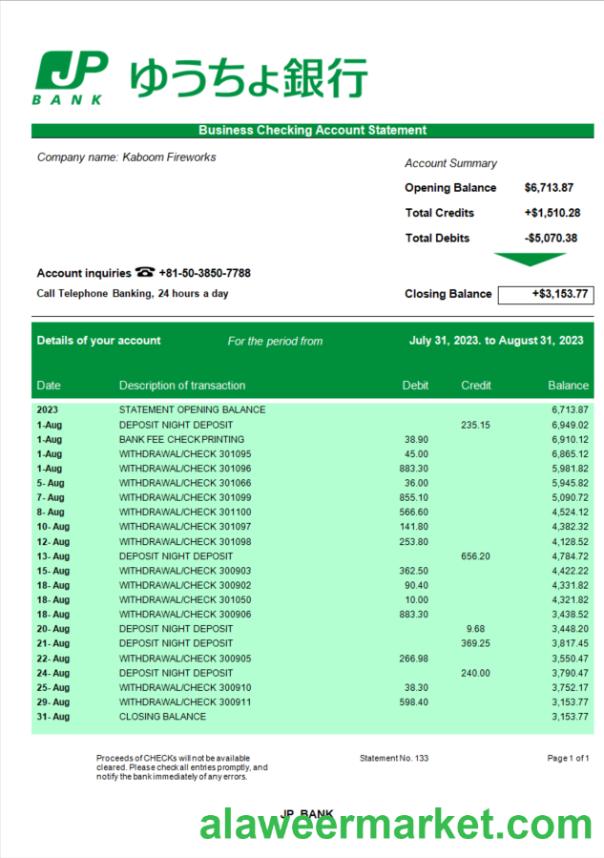 JP
BANK
ゆうちょ銀行
Business Checking Account Statement
Company name: Kaboom Fireworks
Account Summary
Opening Balance $6,713.87
Total Credits +$1,510.28
Total Debits -$5,070.38
Account inquiries ☎ +81-50-3850-7788
Call Telephone Banking, 24 hours a day
Closing Balance +$3,153.77
Details of your account For the period from July 31, 2023. to August 31, 2023
Date Description of transaction Debit Credit Balance
2023 STATEMENT OPENING BALANCE 6,713.87
1-Aug DEPOSIT NIGHT DEPOSIT 235.15 6,949.02
1-Aug BANK FEE CHECK PRINTING 38.90 6,910.12
1-Aug WITHDRAWAL/CHECK 301095 45.00 6,865.12
1-Aug WITHDRAWAL/CHECK 301096 883.30 5,981.82
5- Aug WITHDRAWAL/CHECK 301066 36.00 5,945.82
7- Aug WITHDRAWAL/CHECK 301099 855.10 5,090.72
8- Aug WITHDRAWAL/CHECK 301100 566.60 4,524.12
10- Aug WITHDRAWAL/CHECK 301097 141.80 4,382.32
12- Aug WITHDRAWAL/CHECK 301098 253.80 4,128.52
13- Aug DEPOSIT NIGHT DEPOSIT 656.20 4,784.72
15- Aug WITHDRAWAL/CHECK 300903 362.50 4,422.22
18- Aug WITHDRAWAL/CHECK 300902 90.40 4,331.82
18- Aug WITHDRAWAL/CHECK 301050 10.00 4,321.82
18- Aug WITHDRAWAL/CHECK 300906 883.30 3,438.52
20- Aug DEPOSIT NIGHT DEPOSIT 9.68 3,448.20
21- Aug DEPOSIT NIGHT DEPOSIT 369.25 3,817.45
22- Aug WITHDRAWAL/CHECK 300905 266.98 3,550.47
24- Aug DEPOSIT NIGHT DEPOSIT 240.00 3,790.47
25- Aug WITHDRAWAL/CHECK 300910 38.30 3,752.17
29- Aug WITHDRAWAL/CHECK 300911 598.40 3,153.77
31- Aug CLOSING BALANCE 3,153.77
Proceeds of CHECKs will not be available
cleared. Please check all entries promptly, and
notify the bank immediately of any errors.
Statement No. 133
Page 1 of 1
JP BANK
alaweermarket.com